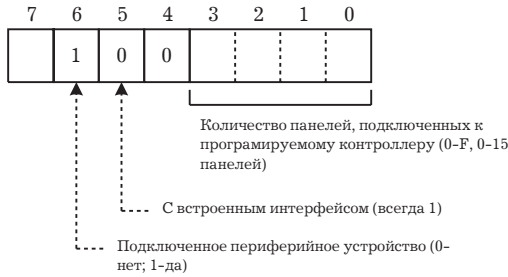 7 6 5 4 3 2 1 0
1 0 0
Количество панелей, подключенных к
програмируемому контроллеру (0-F, 0-15
панелей)
С встроенным интерфейсом (всегда 1)
Подключенное периферийное устройство (0-
нет; 1-да)